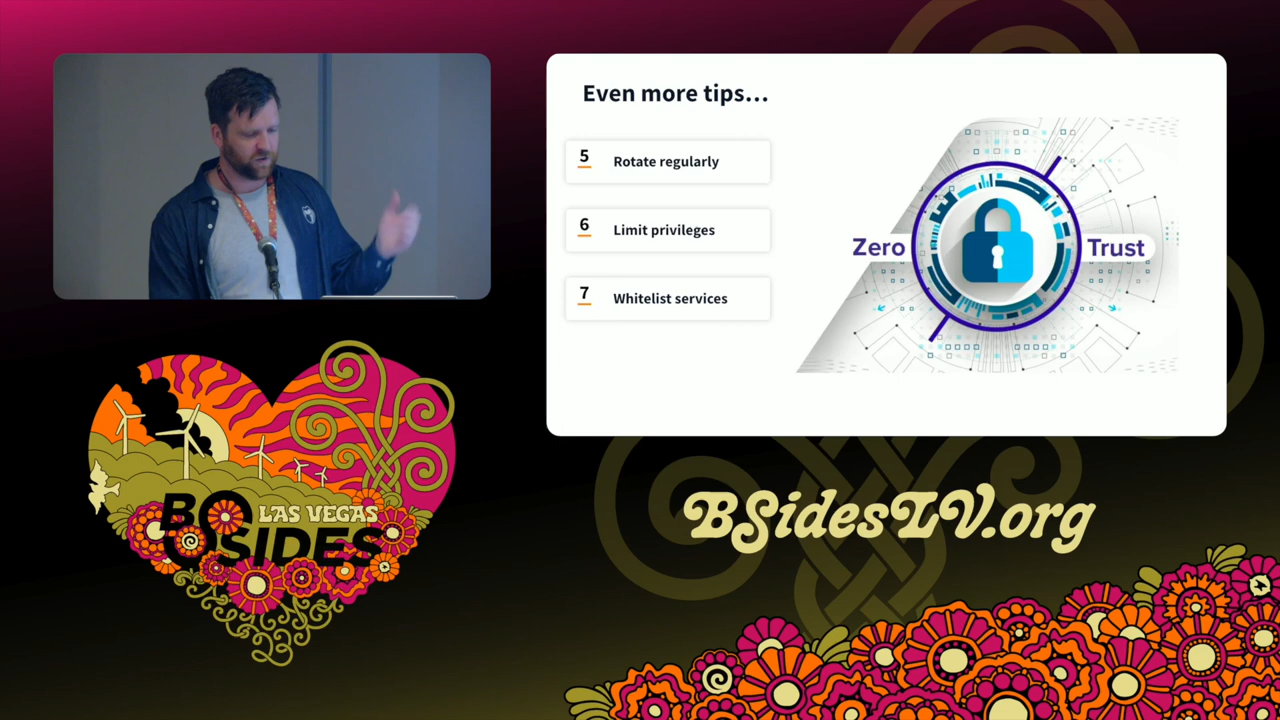 Even more tips...
5 Rotate regularly
6 Limit privileges
7 Whitelist services
Zero Trust
BSIDES
LAS VEGAS
BSidesLV.org